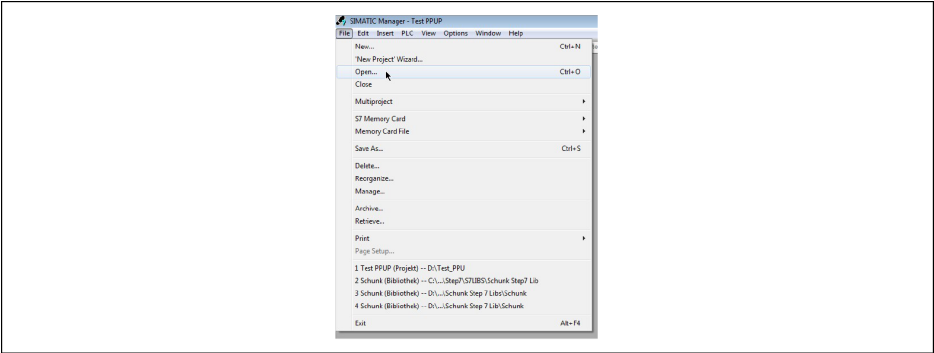 SIMATIC Manager - Test PPUP
File Edit Insert PLC View Options Window Help
New... Ctrl+N
'New Project' Wizard...
Open... Ctrl+O
Close
Multiproject
S7 Memory Card
Memory Card File
Save As... Ctrl+S
Delete...
Reorganize...
Manage...
Archive...
Retrieve...
Print
Page Setup...
1 Test PPUP (Projekt) -- D:\Test_PPU
2 Schunk (Bibliothek) -- C:\...\Step7\S7LIBS\Schunk Step7 Lib
3 Schunk (Bibliothek) -- D:\...\Schunk Step 7 Libs\Schunk
4 Schunk (Bibliothek) -- D:\...\Schunk Step 7 Lib\Schunk
Exit Alt+F4